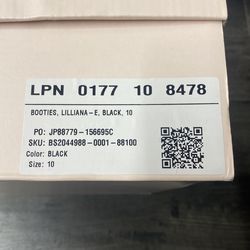 LPN 0177 10 8478
BOOTIES, LILLIANA-E, BLACK, 10
PO: JP88779-156695C
SKU: BS2044988-0001-88100
Color: BLACK
Size: 10